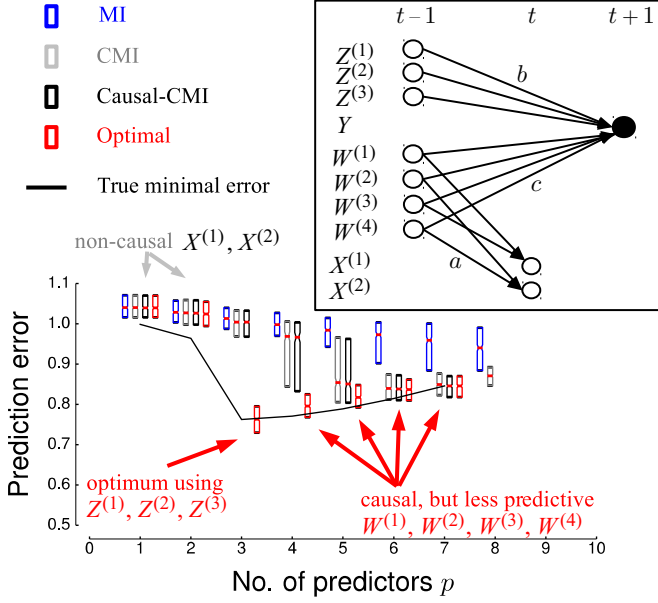 MI
CMI
Causal-CMI
Optimal
True minimal error
t−1 t t+1
Z(1)
Z(2)
Z(3)
Y
W(1)
W(2)
W(3)
W(4)
X(1)
X(2)
b
c
a
non-causal X(1), X(2)
Prediction error
1.1
1.0
0.9
0.8
0.7
0.6
0.5
optimum using
Z(1), Z(2), Z(3)
causal, but less predictive
W(1), W(2), W(3), W(4)
0 1 2 3 4 5 6 7 8 9 10
No. of predictors p